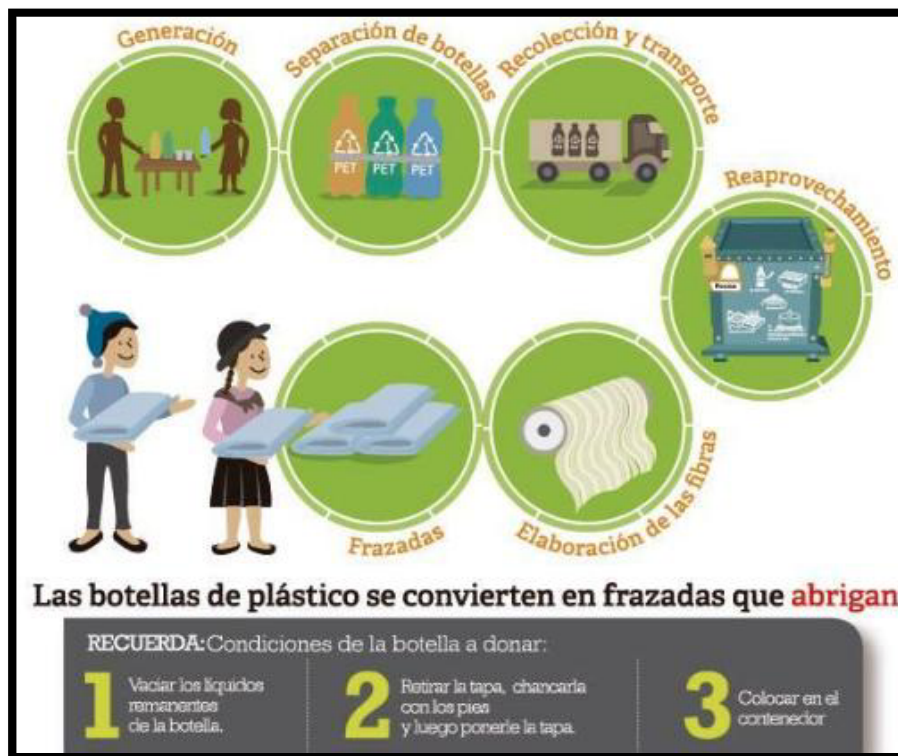 Generación
Separación de botellas
Recolección y transporte
PET
PET
PET
Reaprovechamiento
Frazadas
Elaboración de las fibras
Las botellas de plástico se convierten en frazadas que abrigan
RECUERDA: Condiciones de la botella a donar:
1 Vaciar los líquidos
remanentes
de la botella.
2 Retirar la tapa, chancarla
con los pies
y luego ponerle la tapa.
3 Colocar en el
contenedor